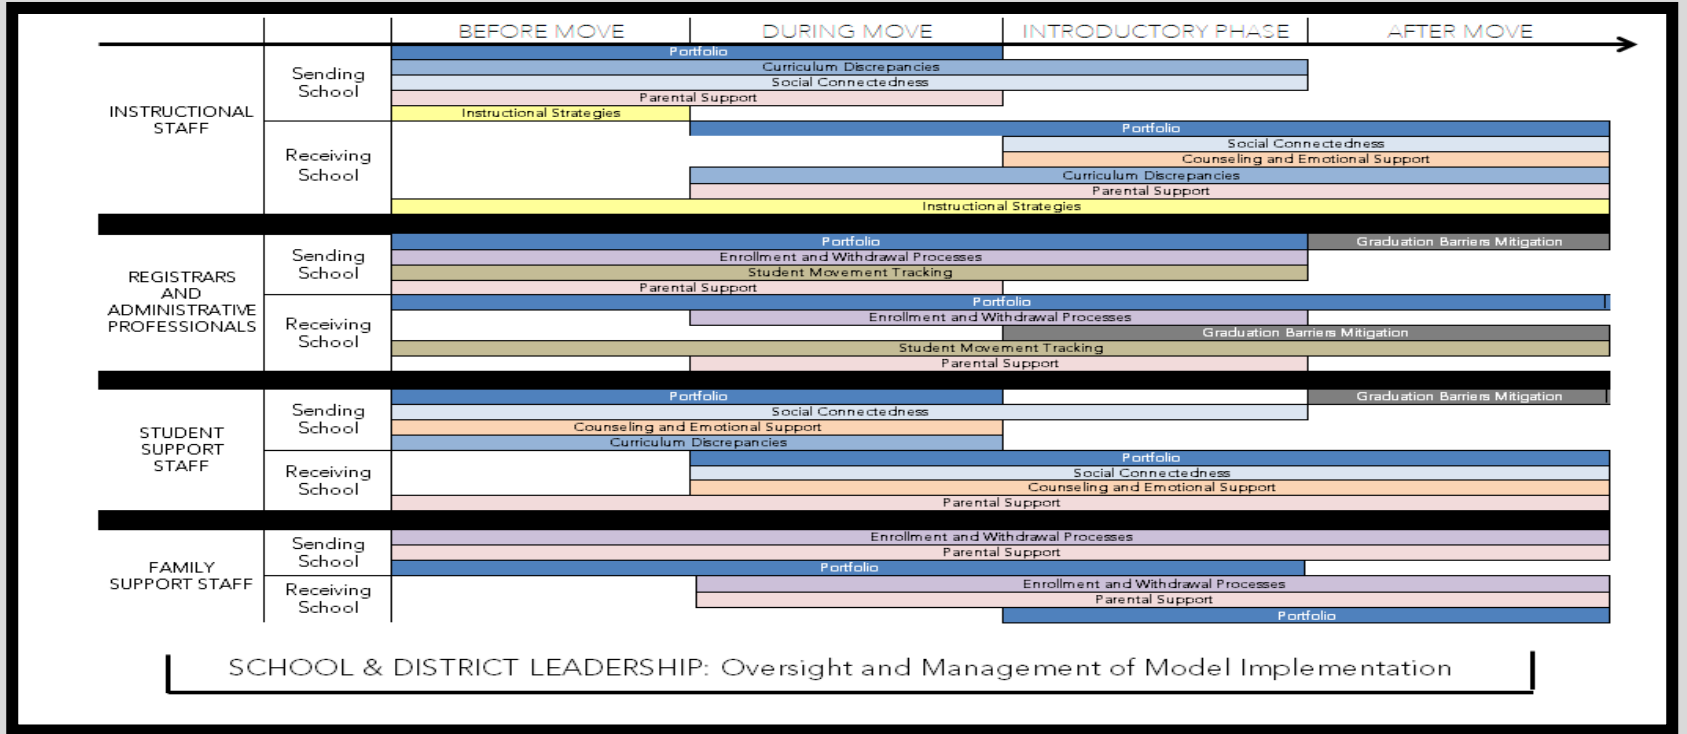 BEFORE MOVE DURING MOVE INTRODUCTORY PHASE AFTER MOVE
INSTRUCTIONAL
STAFF
Sending
School
Portfolio
Curriculum Discrepancies
Social Connectedness
Parental Support
Instructional Strategies
Receiving
School
Portfolio
Social Connectedness
Counseling and Emotional Support
Curriculum Discrepancies
Parental Support
Instructional Strategies
REGISTRARS
AND
ADMINISTRATIVE
PROFESSIONALS
Sending
School
Portfolio Graduation Barriers Mitigation
Enrollment and Withdrawal Processes
Student Movement Tracking
Parental Support
Receiving
School
Portfolio
Enrollment and Withdrawal Processes
Graduation Barriers Mitigation
Student Movement Tracking
Parental Support
STUDENT
SUPPORT
STAFF
Sending
School
Portfolio Graduation Barriers Mitigation
Social Connectedness
Counseling and Emotional Support
Curriculum Discrepancies
Receiving
School
Portfolio
Social Connectedness
Counseling and Emotional Support
Parental Support
FAMILY
SUPPORT STAFF
Sending
School
Enrollment and Withdrawal Processes
Parental Support
Portfolio
Receiving
School
Enrollment and Withdrawal Processes
Parental Support
Portfolio
SCHOOL & DISTRICT LEADERSHIP: Oversight and Management of Model Implementation